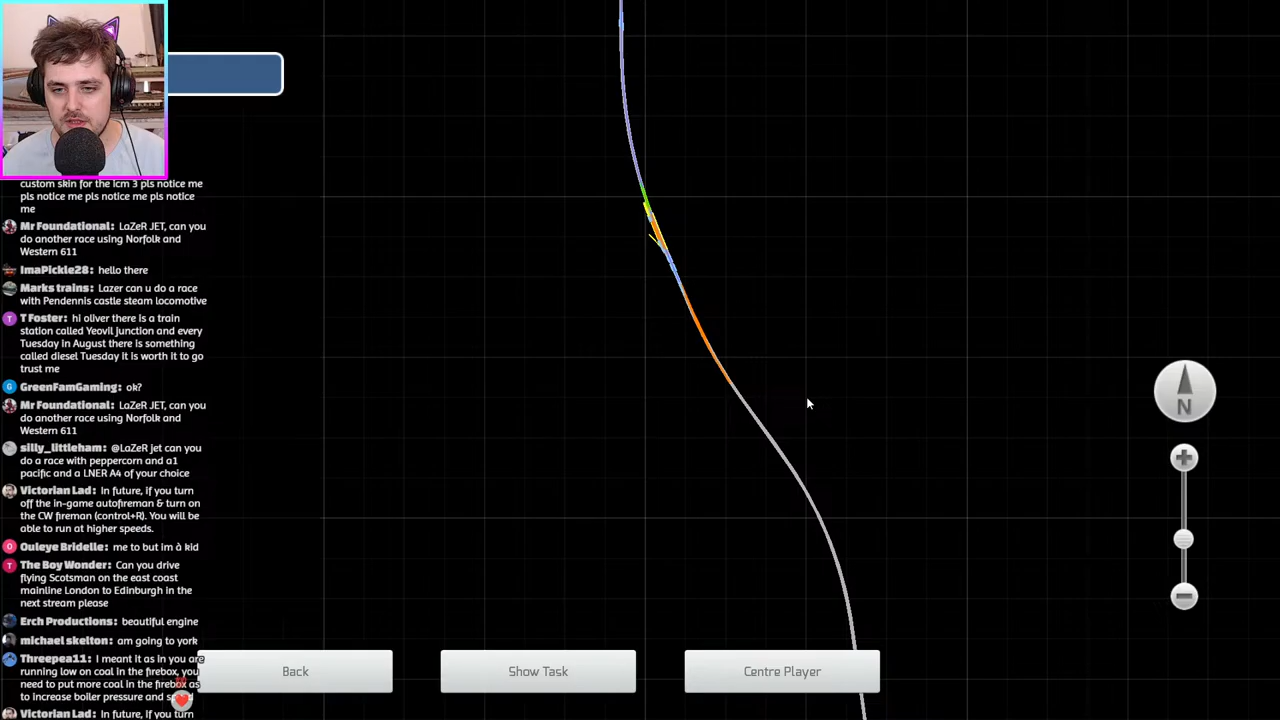 custom skin for the lcm 3 pls notice me
pls notice me pls notice me pls notice
me
Mr Foundational: LaZeR JET, can you
do another race using Norfolk and
Western 611
ImaPickle28: hello there
Marks trains: Lazer can u do a race
with Pendennis castle steam locomotive
T
T Foster: hi oliver there is a train
station called Yeovil junction and every
Tuesday in August there is something
called diesel Tuesday it is worth it to go
trust me
G
GreenFamGaming: ok?
Mr Foundational: LaZeR JET, can you
do another race using Norfolk and
Western 611
silly_littleham: @LaZeR jet can you
do a race with peppercorn and a1
pacific and a LNER A4 of your choice
Victorian Lad: In future, if you turn
off the in-game autofireman & turn on
the CW fireman (control+R). You will be
able to run at higher speeds.
O
Ouleye Bridelle: me to but im à kid
T
The Boy Wonder: Can you drive
flying Scotsman on the east coast
mainline London to Edinburgh in the
next stream please
Erch Productions: beautiful engine
michael skelton: am going to york
Threepea11: I meant it as in you are
running low on coal in the firebox, you
need to put more coal in the firebox as
to increase boiler pressure and
Victorian Lad: In future, if you turn
N
Back
Show Task
Centre Player